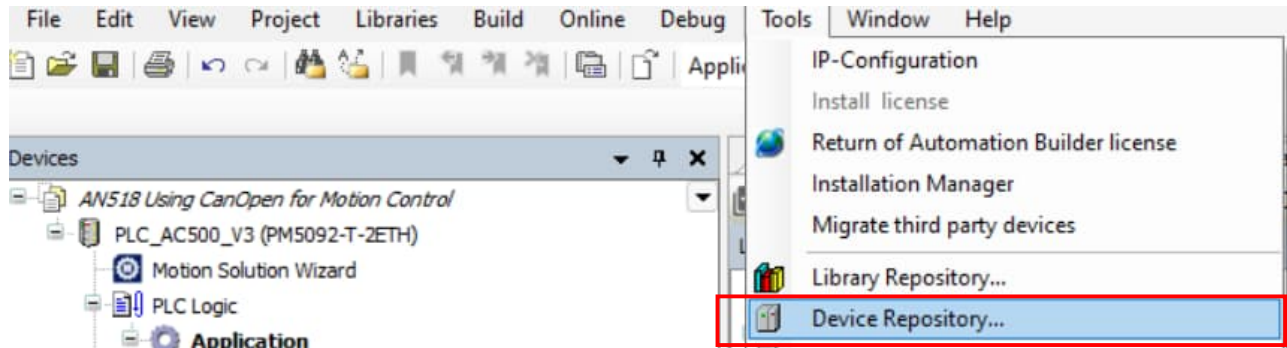 File Edit View Project Libraries Build Online Debug Tools Window Help
IP-Configuration
Install license
Return of Automation Builder license
Installation Manager
Migrate third party devices
Library Repository...
Device Repository...
Devices
AN518 Using CanOpen for Motion Control
PLC_AC500_V3 (PM5092-T-2ETH)
Motion Solution Wizard
PLC Logic
Application